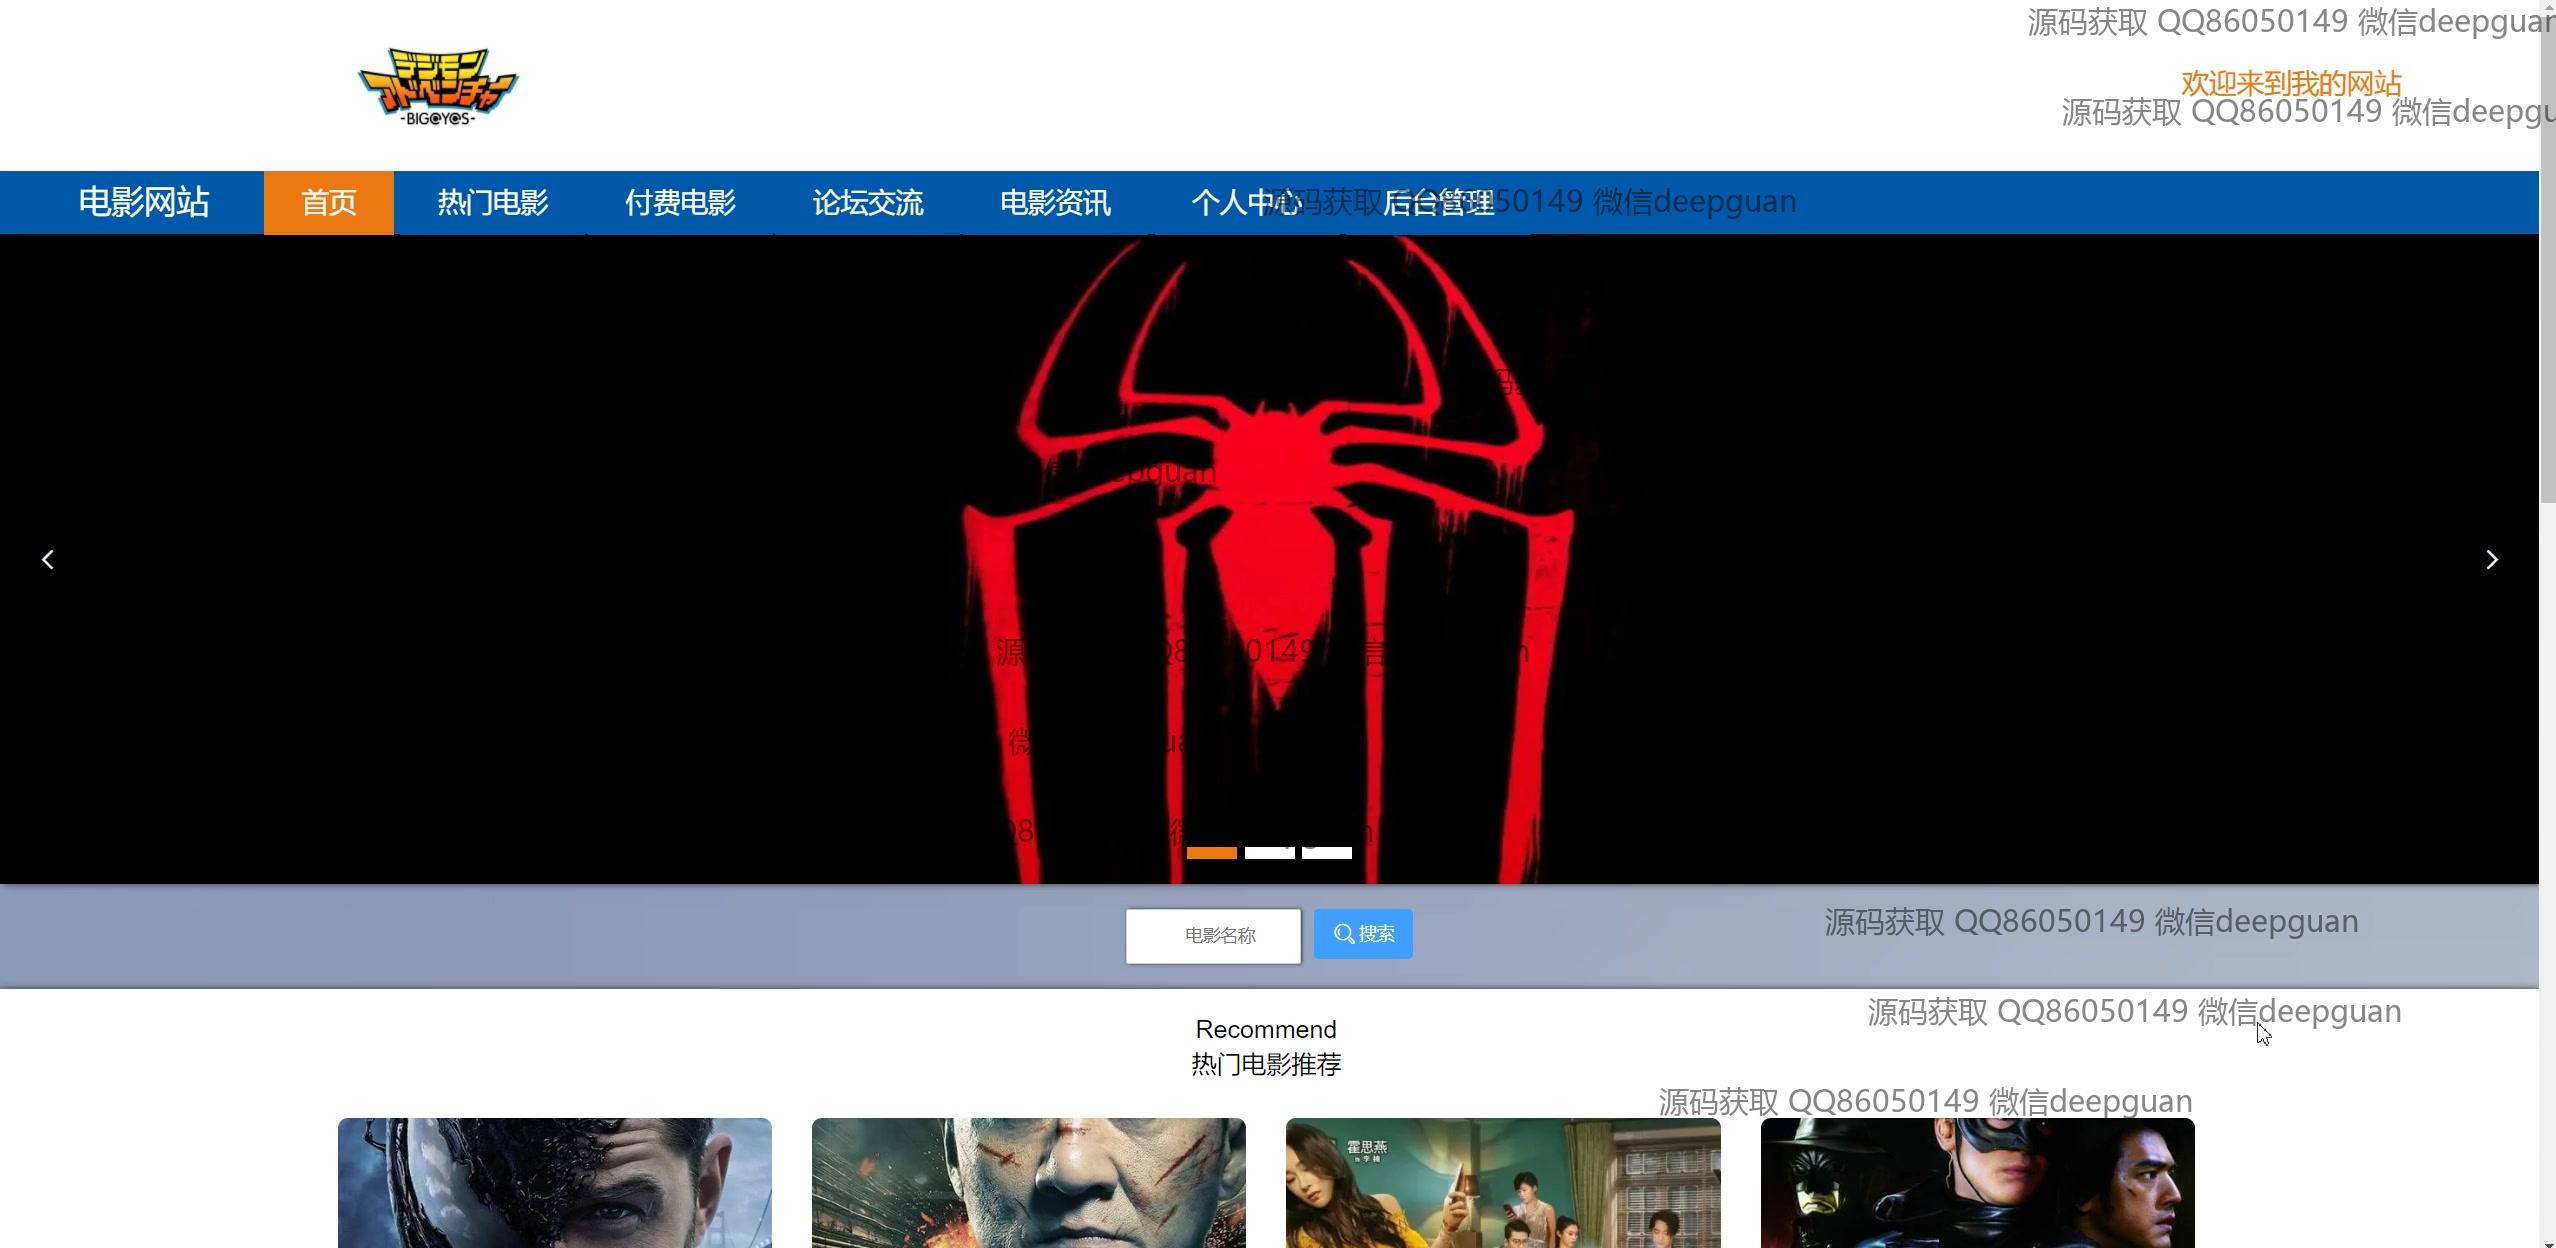 源码获取 QQ86050149 微信deepguan
デジモン
アドベンチャー
-BIGEYES-
欢迎来到我的网站
源码获取 QQ86050149 微信deepgu
电影网站 首页 热门电影 付费电影 论坛交流 电影资讯 个人中心 后台管理
源码获取 QQ86050149 微信deepguan
电影名称 搜索
源码获取 QQ86050149 微信deepguan
源码获取 QQ86050149 微信deepguan
Recommend
热门电影推荐
源码获取 QQ86050149 微信deepguan
霍思燕